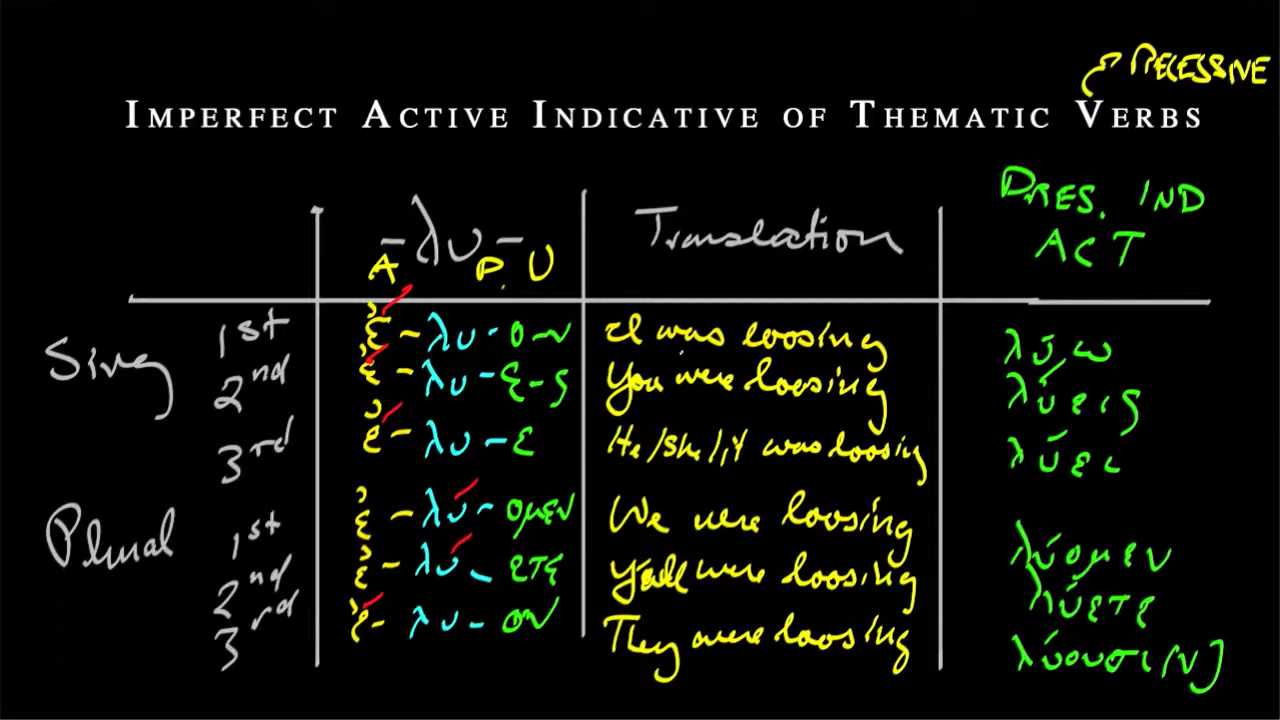 RECESSIVE
IMPERFECT ACTIVE INDICATIVE OF THEMATIC VERBS
-λυ- Translation PRES. IND
ACT
A P. U
Sing 1st ἔ-λυ-ο-ν I was loosing λύω
2nd ἔ-λυ-ε-ς You were loosing λύεις
3rd ἔ-λυ-ε He/she/it was loosing λύει
Plural 1st ἐ-λύ-ομεν We were loosing λύομεν
2nd ἐ-λύ-ετε Y'all were loosing λύετε
3rd ἔ-λυ-ον They were loosing λύουσι(ν)